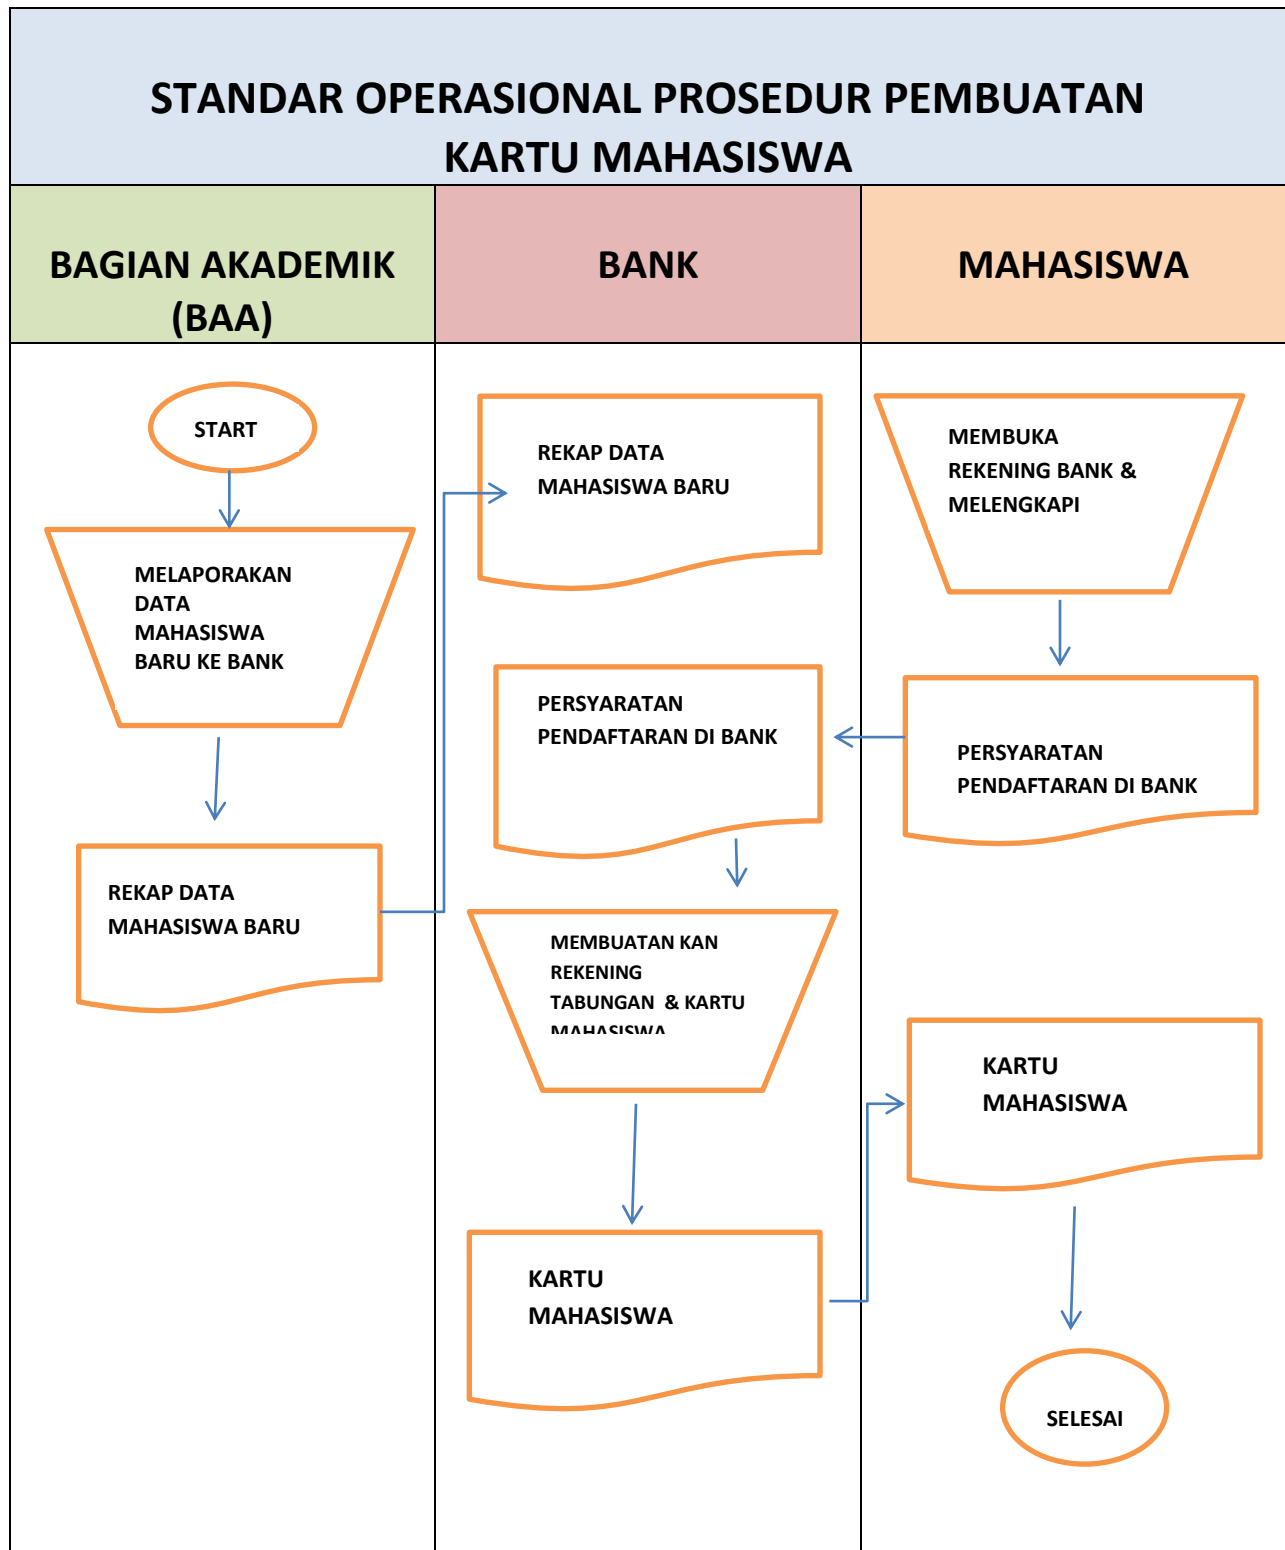 STANDAR OPERASIONAL PROSEDUR PEMBUATAN
KARTU MAHASISWA
BAGIAN AKADEMIK
(BAA)
BANK
MAHASISWA
START
MELAPORAKAN
DATA
MAHASISWA
BARU KE BANK
REKAP DATA
MAHASISWA BARU
REKAP DATA
MAHASISWA BARU
PERSYARATAN
PENDAFTARAN DI BANK
MEMBUATAN KAN
REKENING
TABUNGAN & KARTU
MAHASISWA
KARTU
MAHASISWA
MEMBUKA
REKENING BANK &
MELENGKAPI
PERSYARATAN
PENDAFTARAN DI BANK
KARTU
MAHASISWA
SELESAI